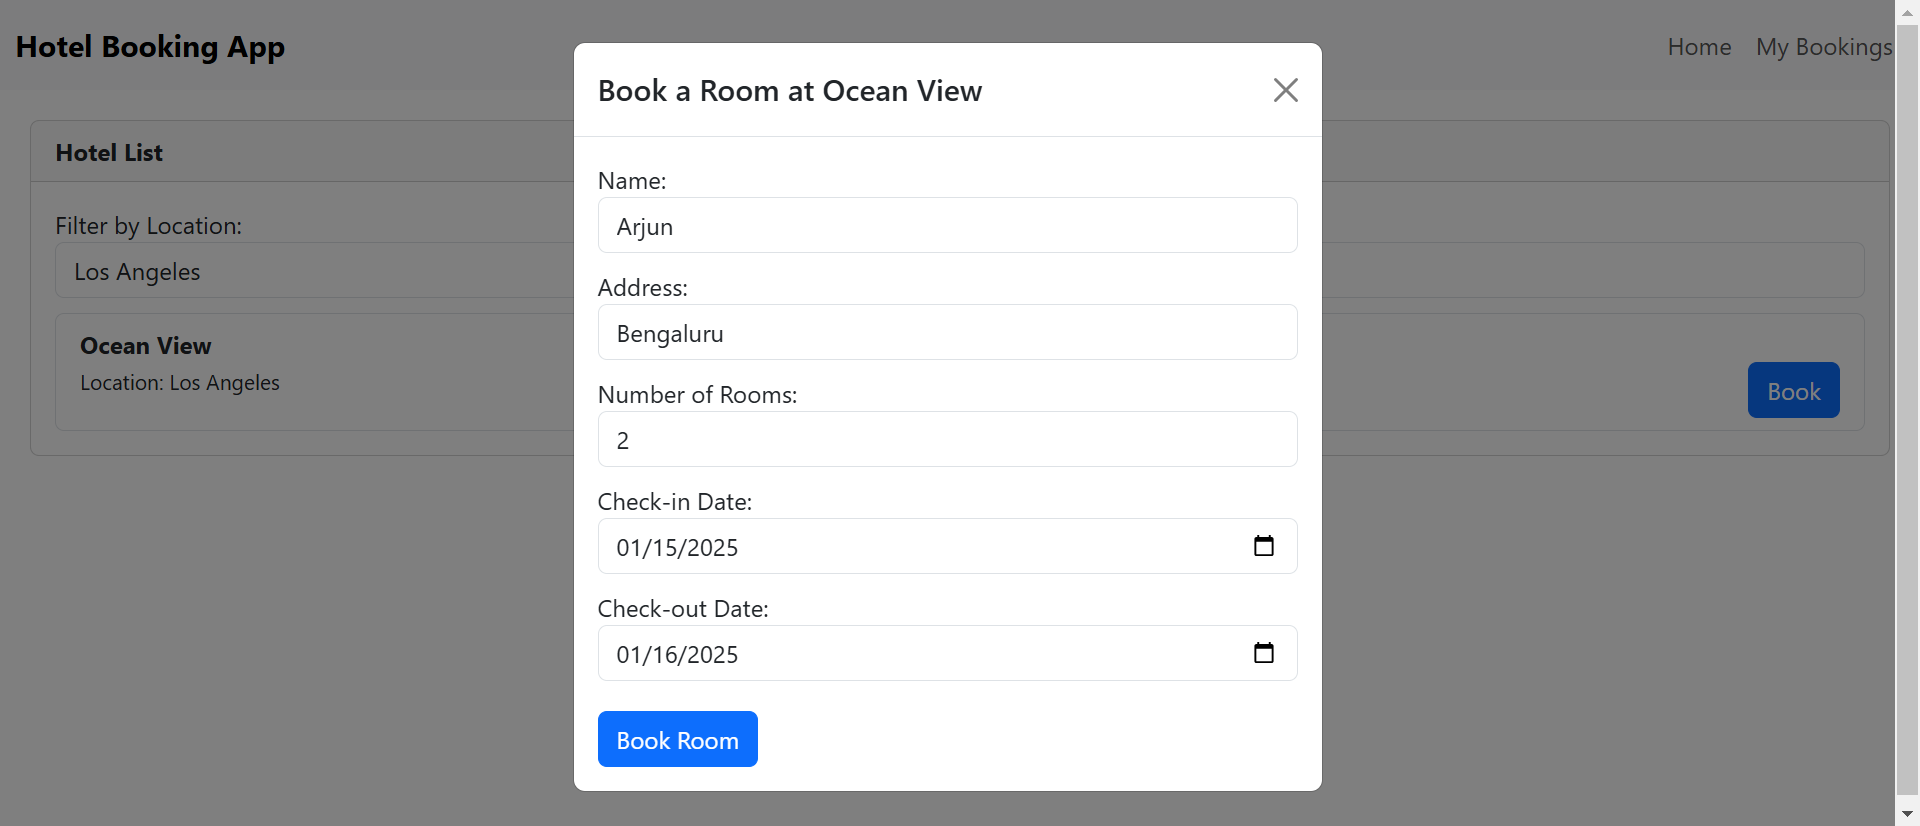 Hotel Booking App
Home
My Bookings
Hotel List
Filter by Location:
Los Angeles
Ocean View
Location: Los Angeles
Book
Book a Room at Ocean View
Name:
Arjun
Address:
Bengaluru
Number of Rooms:
2
Check-in Date:
01/15/2025
Check-out Date:
01/16/2025
Book Room